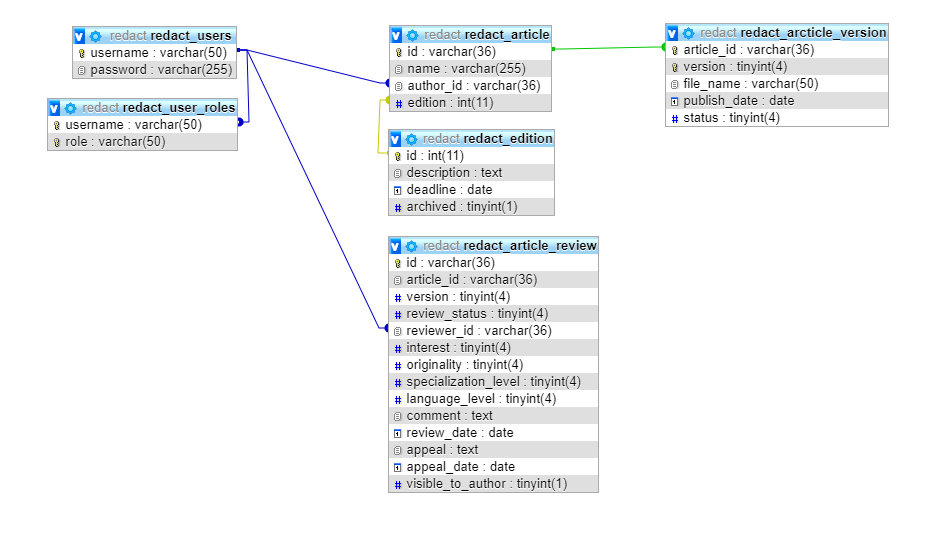 redact redact_users
username : varchar(50)
password : varchar(255)
redact redact_user_roles
username : varchar(50)
role : varchar(50)
redact redact_article
id : varchar(36)
name : varchar(255)
author_id : varchar(36)
edition : int(11)
redact redact_edition
id : int(11)
description : text
deadline : date
archived : tinyint(1)
redact redact_article_review
id : varchar(36)
article_id : varchar(36)
version : tinyint(4)
review_status : tinyint(4)
reviewer_id : varchar(36)
interest : tinyint(4)
originality : tinyint(4)
specialization_level : tinyint(4)
language_level : tinyint(4)
comment : text
review_date : date
appeal : text
appeal_date : date
visible_to_author : tinyint(1)
redact redact_arcticle_version
article_id : varchar(36)
version : tinyint(4)
file_name : varchar(50)
publish_date : date
status : tinyint(4)